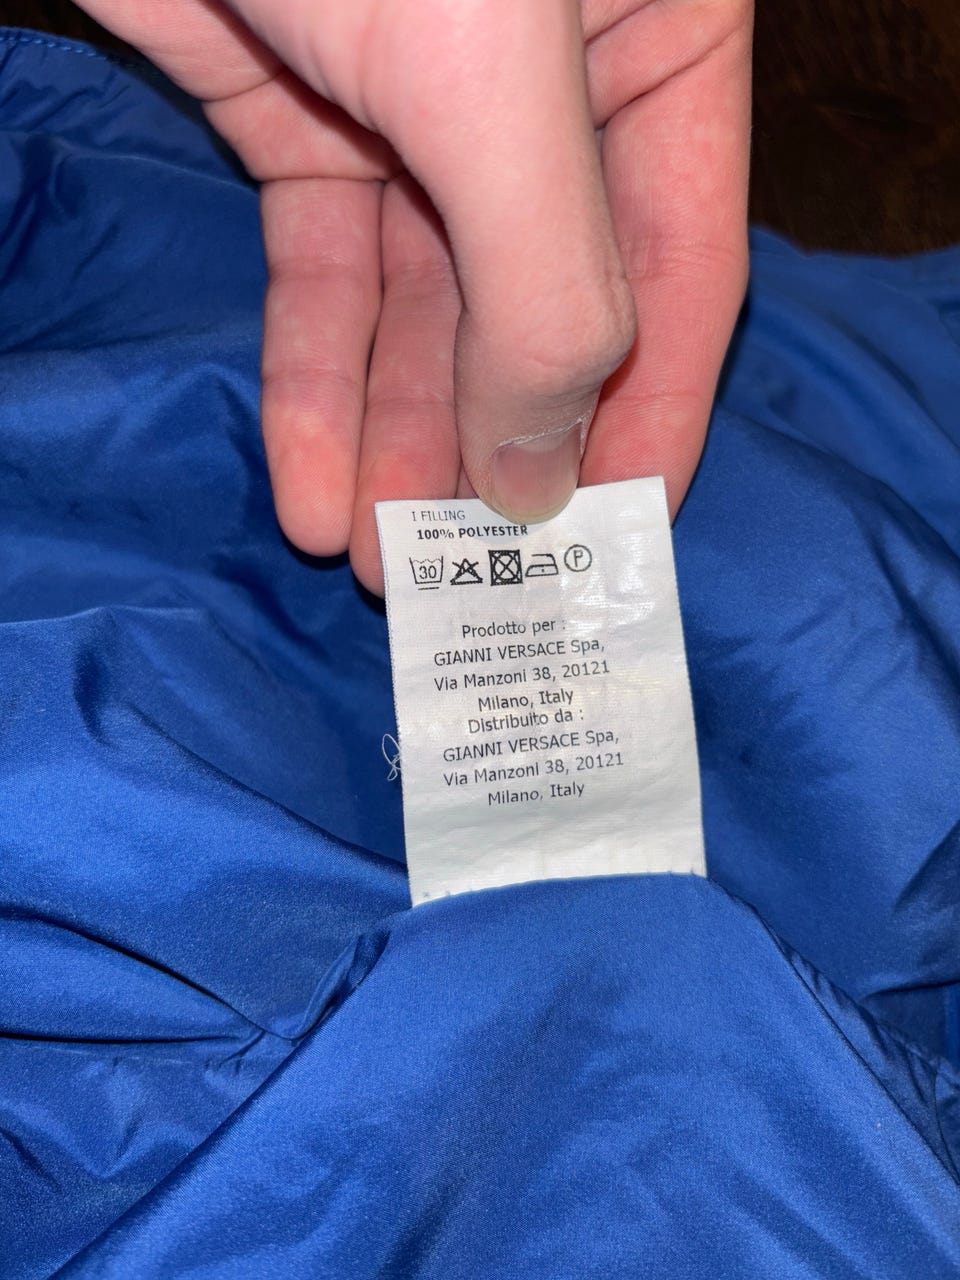 I FILLING
100% POLYESTER
30 P
Prodotto per :
GIANNI VERSACE Spa,
Via Manzoni 38, 20121
Milano, Italy
Distribuito da :
GIANNI VERSACE Spa,
Via Manzoni 38, 20121
Milano, Italy